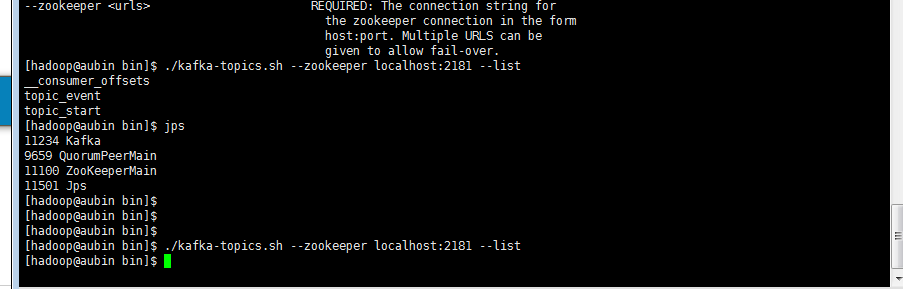 --zookeeper <urls> REQUIRED: The connection string for
the zookeeper connection in the form
host:port. Multiple URLS can be
given to allow fail-over.
[hadoop@aubin bin]$ ./kafka-topics.sh --zookeeper localhost:2181 --list
__consumer_offsets
topic_event
topic_start
[hadoop@aubin bin]$ jps
11234 Kafka
9659 QuorumPeerMain
11100 ZooKeeperMain
11501 Jps
[hadoop@aubin bin]$
[hadoop@aubin bin]$
[hadoop@aubin bin]$
[hadoop@aubin bin]$ ./kafka-topics.sh --zookeeper localhost:2181 --list
[hadoop@aubin bin]$